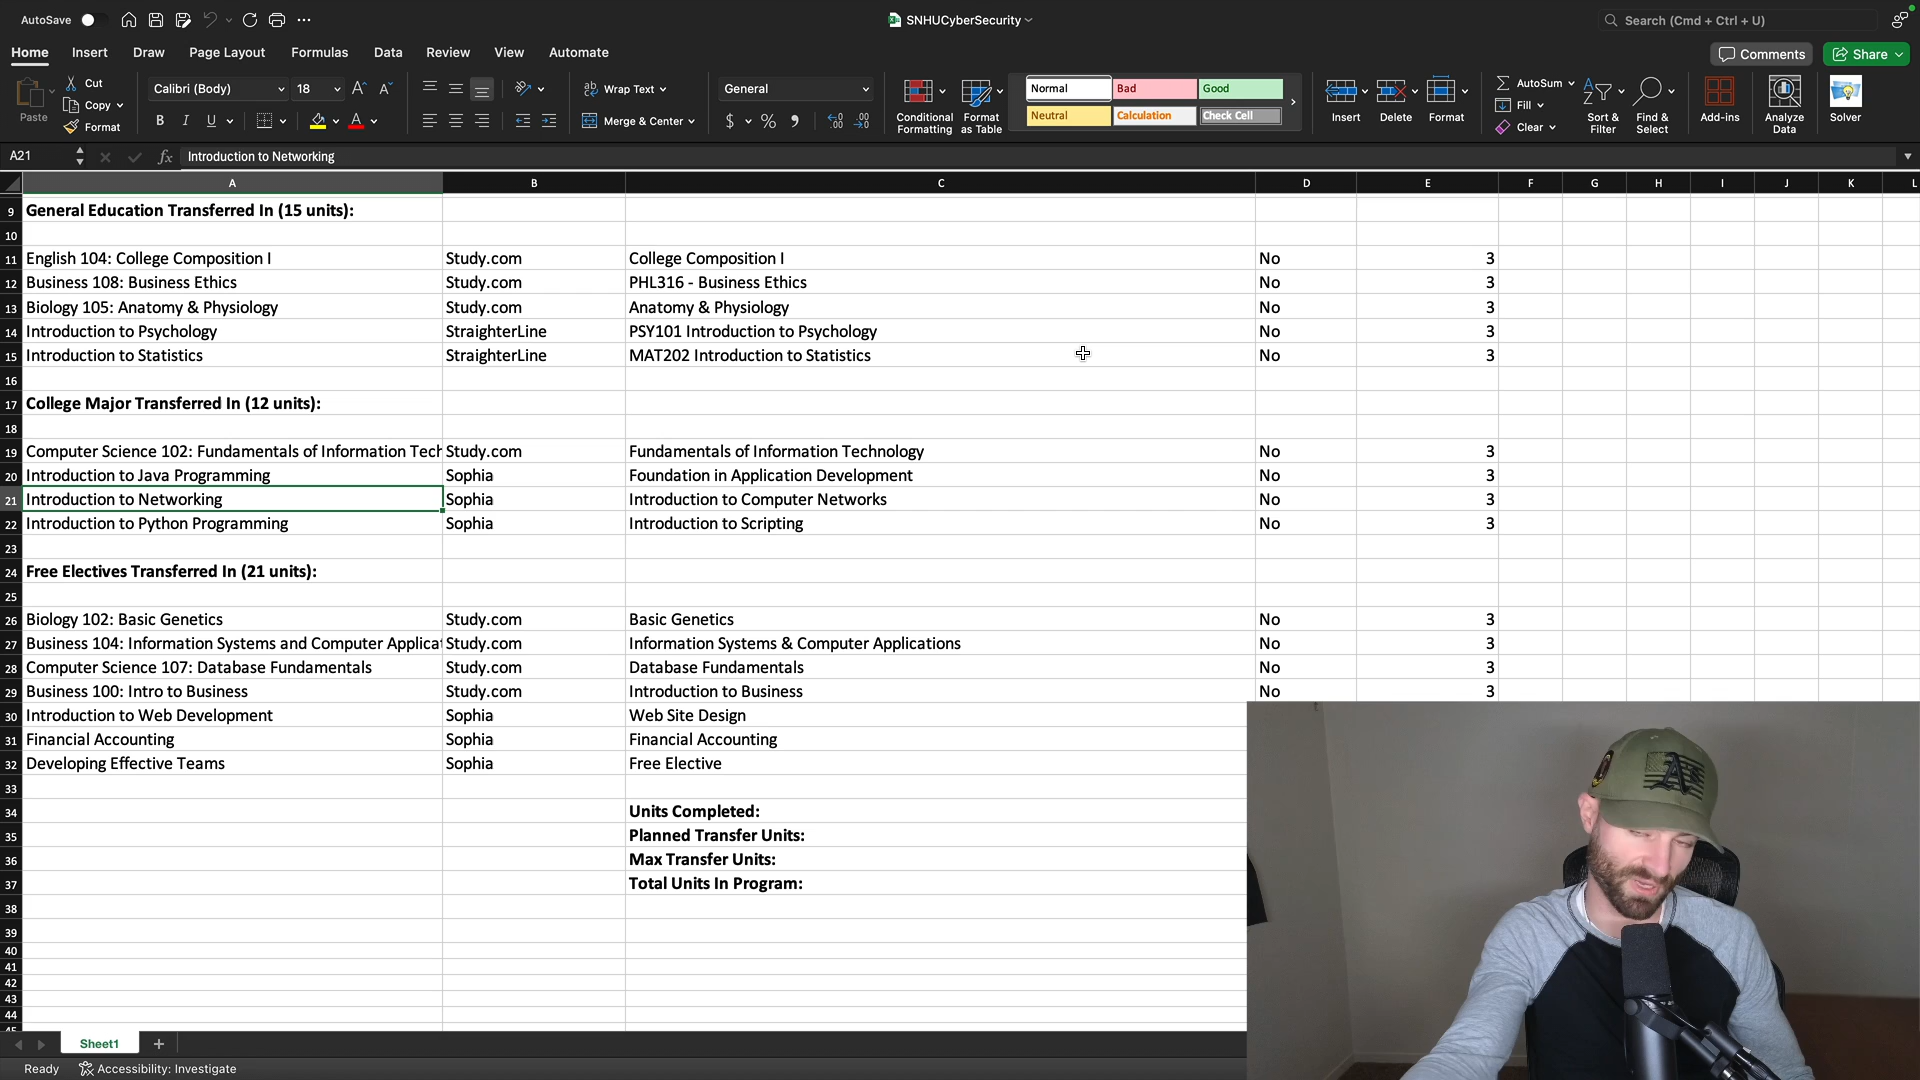 AutoSave
SNHUCyberSecurity
Search (Cmd + Ctrl + U)
Home Insert Draw Page Layout Formulas Data Review View Automate
Comments Share
Paste
Cut
Copy
Format
Calibri (Body) 18
B I U
Wrap Text
Merge & Center
General
$ % 9
Conditional Formatting
Format as Table
Normal Bad Good
Neutral Calculation Check Cell
Insert Delete Format
AutoSum
Fill
Clear
Sort & Filter
Find & Select
Add-ins
Analyze Data
Solver
A21 fx Introduction to Networking
A B C D E F G H I J K L
9 General Education Transferred In (15 units):
10
11 English 104: College Composition I Study.com College Composition I No 3
12 Business 108: Business Ethics Study.com PHL316 - Business Ethics No 3
13 Biology 105: Anatomy & Physiology Study.com Anatomy & Physiology No 3
14 Introduction to Psychology StraighterLine PSY101 Introduction to Psychology No 3
15 Introduction to Statistics StraighterLine MAT202 Introduction to Statistics No 3
16
17 College Major Transferred In (12 units):
18
19 Computer Science 102: Fundamentals of Information Tech Study.com Fundamentals of Information Technology No 3
20 Introduction to Java Programming Sophia Foundation in Application Development No 3
21 Introduction to Networking Sophia Introduction to Computer Networks No 3
22 Introduction to Python Programming Sophia Introduction to Scripting No 3
23
24 Free Electives Transferred In (21 units):
25
26 Biology 102: Basic Genetics Study.com Basic Genetics No 3
27 Business 104: Information Systems and Computer Applicat Study.com Information Systems & Computer Applications No 3
28 Computer Science 107: Database Fundamentals Study.com Database Fundamentals No 3
29 Business 100: Intro to Business Study.com Introduction to Business No 3
30 Introduction to Web Development Sophia Web Site Design
31 Financial Accounting Sophia Financial Accounting
32 Developing Effective Teams Sophia Free Elective
33
34 Units Completed:
35 Planned Transfer Units:
36 Max Transfer Units:
37 Total Units In Program:
38
39
40
41
42
43
44
45
A's
Sheet1
Ready Accessibility: Investigate